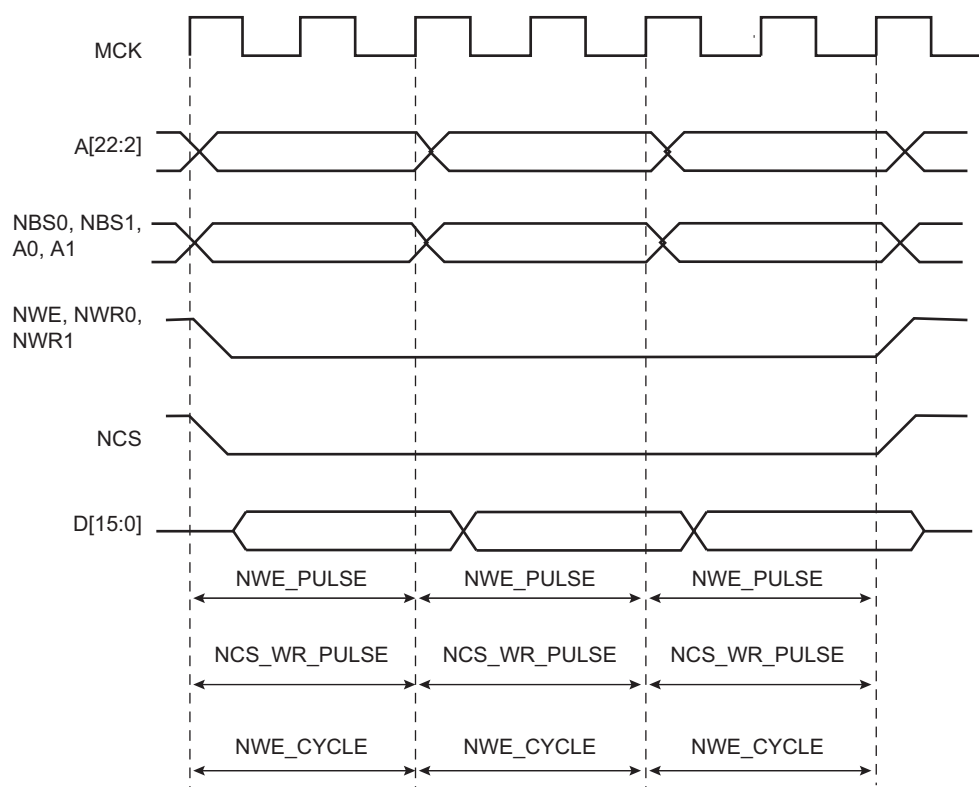 MCK
A[22:2]
NBS0, NBS1,
A0, A1
NWE, NWR0,
NWR1
NCS
D[15:0]
NWE_PULSE NWE_PULSE NWE_PULSE
NCS_WR_PULSE NCS_WR_PULSE NCS_WR_PULSE
NWE_CYCLE NWE_CYCLE NWE_CYCLE